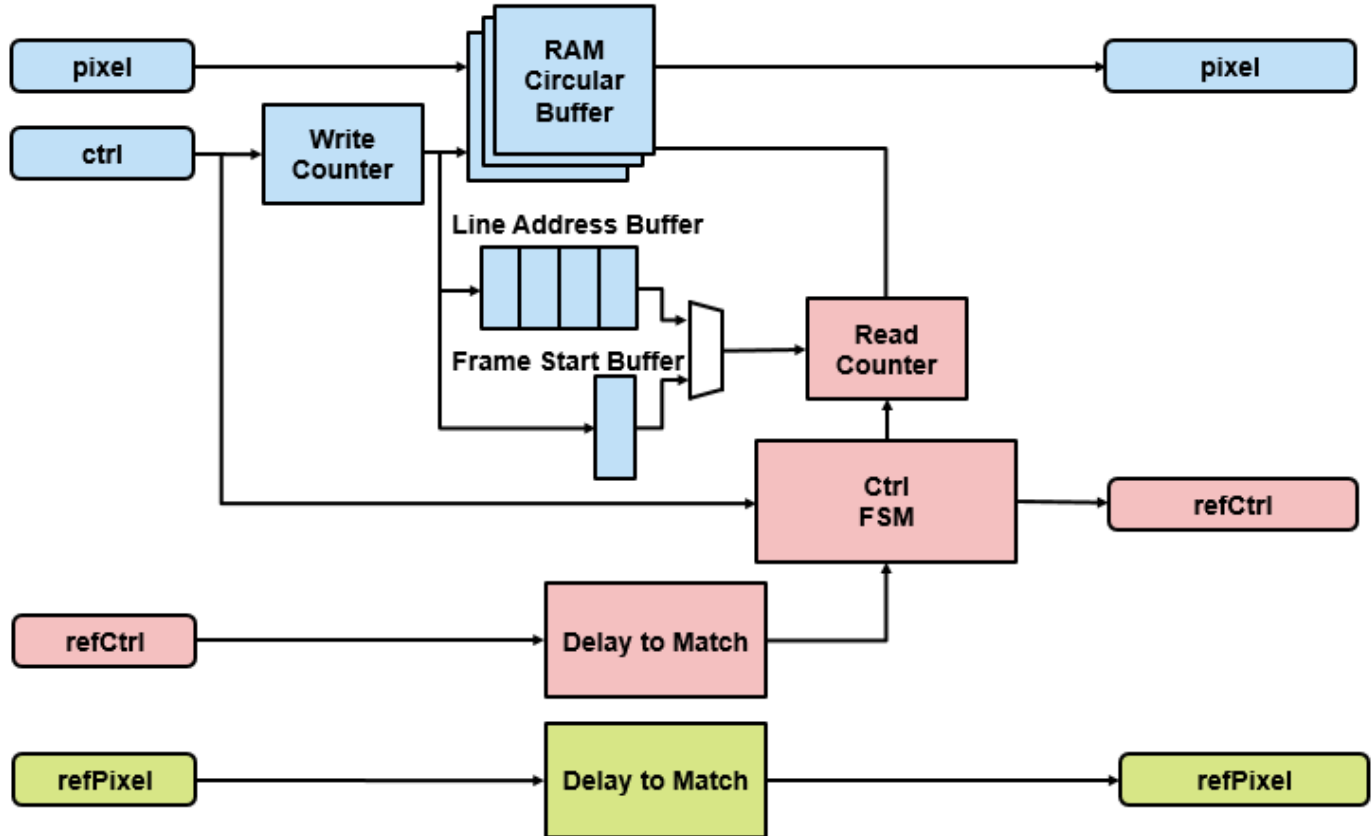 pixel
RAM
Circular
Buffer
pixel
ctrl
Write
Counter
Line Address Buffer
Frame Start Buffer
Read
Counter
Ctrl
FSM
refCtrl
refCtrl
Delay to Match
refPixel
Delay to Match
refPixel